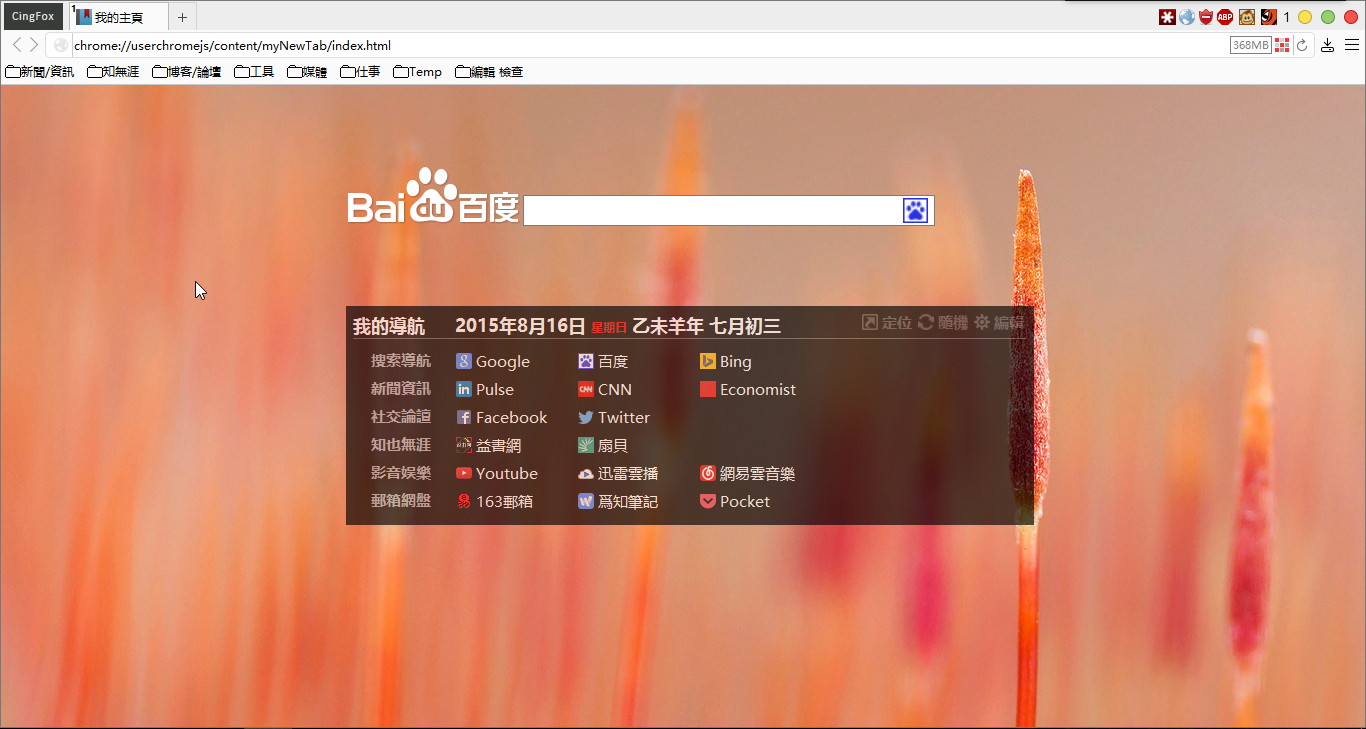 CingFox 1 我的主頁 + ABP 1
chrome://userchromejs/content/myNewTab/index.html 368MB
新聞/資訊 知無涯 博客/論壇 工具 媒體 仕事 Temp 編輯 檢查
Bai du 百度
我的導航 2015年8月16日 星期日 乙未羊年 七月初三 定位 隨機 編輯
搜索導航 Google 百度 Bing
新聞資訊 Pulse CNN Economist
社交論誼 Facebook Twitter
知也無涯 益書網 扇貝
影音娛樂 Youtube 迅雷雲播 網易雲音樂
郵箱網盤 163郵箱 爲知筆記 Pocket